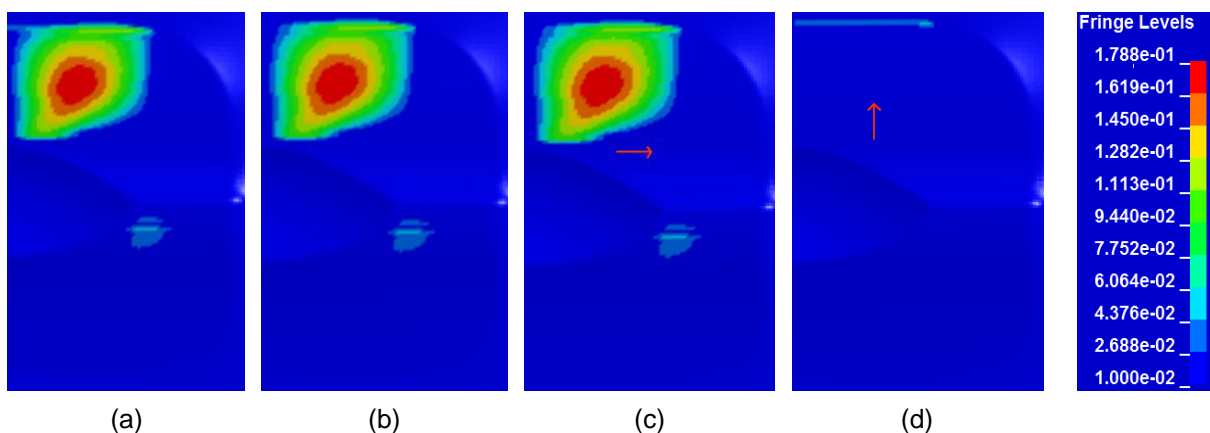 Fringe Levels
1.788e-01
1.619e-01
1.450e-01
1.282e-01
1.113e-01
9.440e-02
7.752e-02
6.064e-02
4.376e-02
2.688e-02
1.000e-02
(a) (b) (c) (d)